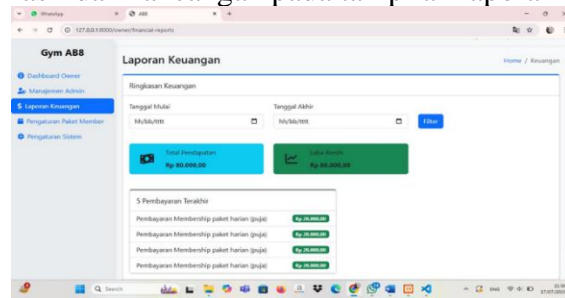 WhatsApp
AB8
127.0.0.1:8000/owner/financial-reports
Gym AB8
Dashboard Owner
Manajemen Admin
Laporan Keuangan
Pengaturan Paket Member
Pengaturan Sistem
Laporan Keuangan
Home / Keuangan
Ringkasan Keuangan
Tanggal Mulai
Tanggal Akhir
hh/bb/tttt
hh/bb/tttt
Filter
Total Pendapatan
Rp 80.000,00
Laba Bersih
Rp 80.000,00
5 Pembayaran Terakhir
Pembayaran Membership paket harian (puja) Rp 20.000,00
Pembayaran Membership paket harian (puja) Rp 20.000,00
Pembayaran Membership paket harian (puja) Rp 20.000,00
Pembayaran Membership paket harian (puja) Rp 20.000,00
Search
ENG